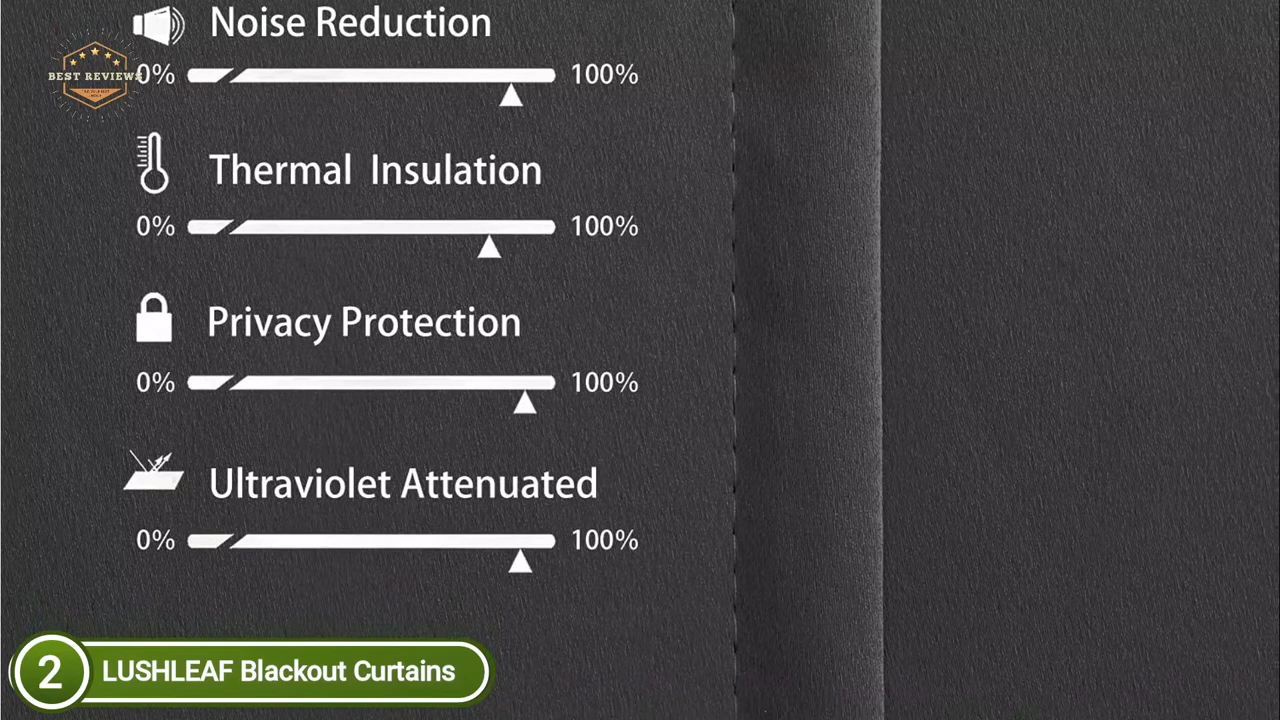 Noise Reduction
BEST REVIEWS
0%
100%
Thermal Insulation
0%
100%
Privacy Protection
0%
100%
Ultraviolet Attenuated
0%
100%
2
LUSHLEAF Blackout Curtains